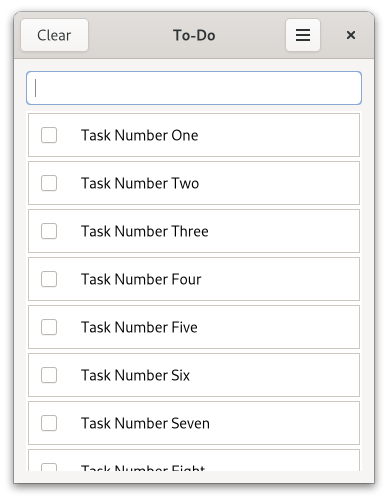 Clear
To-Do
Task Number One
Task Number Two
Task Number Three
Task Number Four
Task Number Five
Task Number Six
Task Number Seven
Task Number Eight